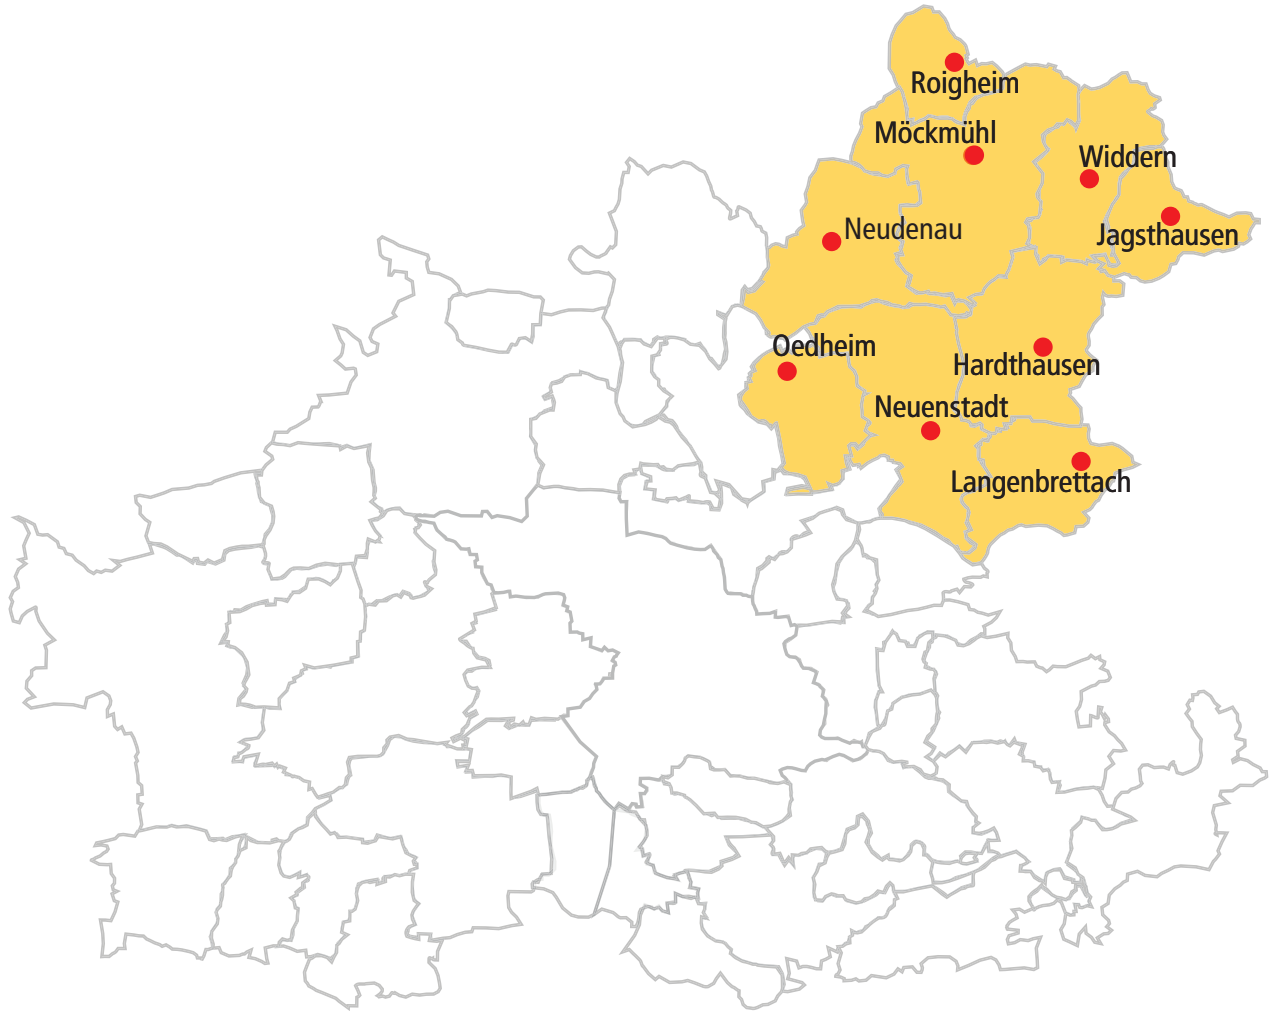 Roigheim
Möckmühl
Widdern
Neudenau
Jagsthausen
Oedheim
Hardthausen
Neuenstadt
Langenbrettach